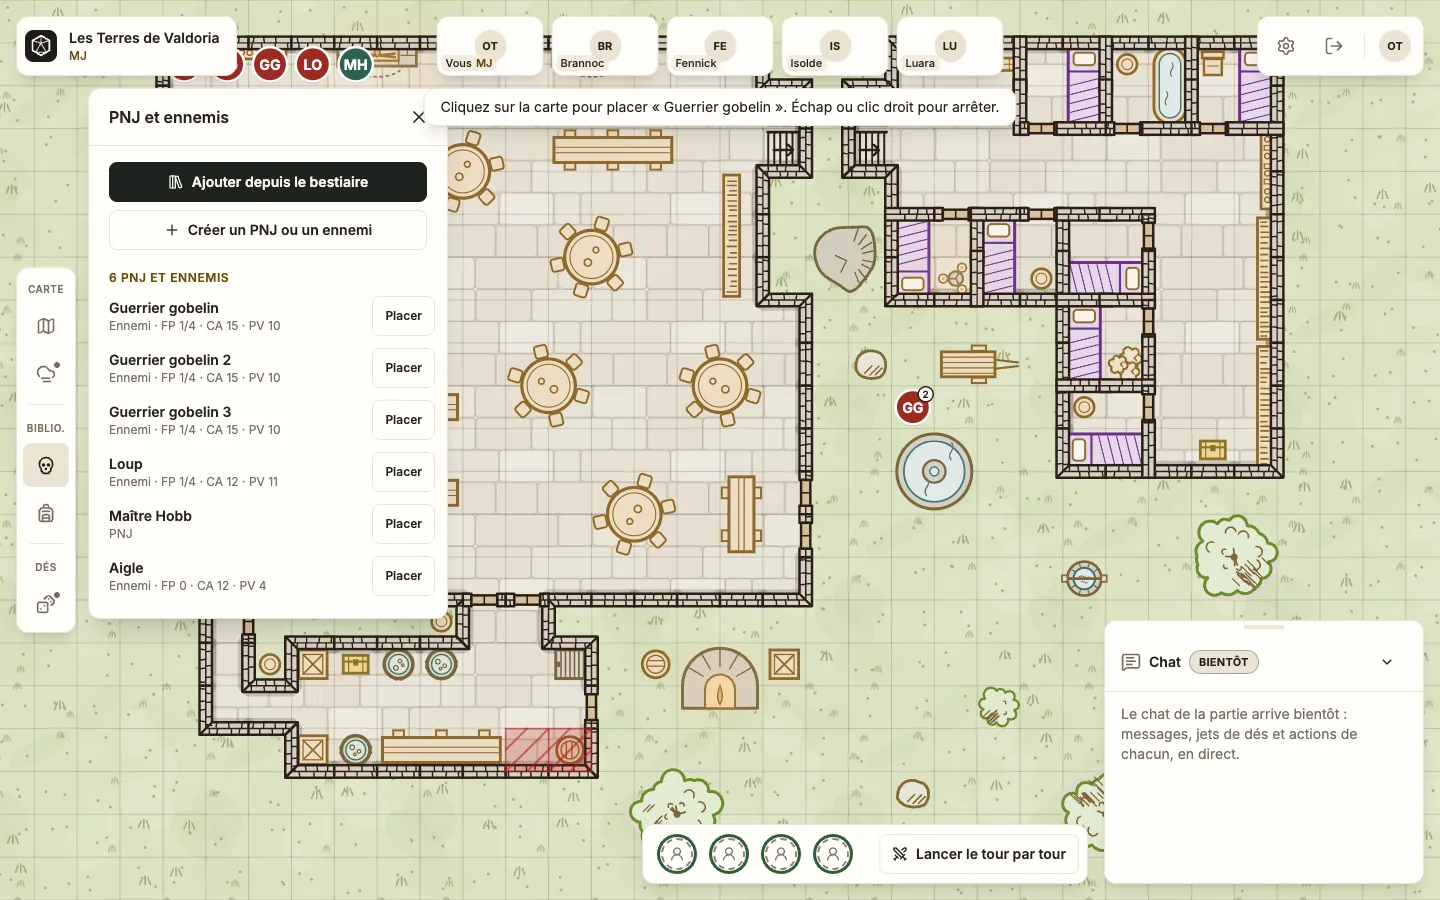 Les Terres de Valdoria
MJ
GG
LO
MH
OT
Vous MJ
BR
Brannoc
FE
Fennick
IS
Isolde
LU
Luara
OT
PNJ et ennemis
Cliquez sur la carte pour placer « Guerrier gobelin ». Échap ou clic droit pour arrêter.
Ajouter depuis le bestiaire
Créer un PNJ ou un ennemi
6 PNJ ET ENNEMIS
Guerrier gobelin
Ennemi · FP 1/4 · CA 15 · PV 10
Placer
Guerrier gobelin 2
Ennemi · FP 1/4 · CA 15 · PV 10
Placer
Guerrier gobelin 3
Ennemi · FP 1/4 · CA 15 · PV 10
Placer
Loup
Ennemi · FP 1/4 · CA 12 · PV 11
Placer
Maître Hobb
PNJ
Placer
Aigle
Ennemi · FP 0 · CA 12 · PV 4
Placer
CARTE
BIBLIO.
DÉS
GG
2
Chat
BIENTÔT
Le chat de la partie arrive bientôt :
messages, jets de dés et actions de
chacun, en direct.
Lancer le tour par tour